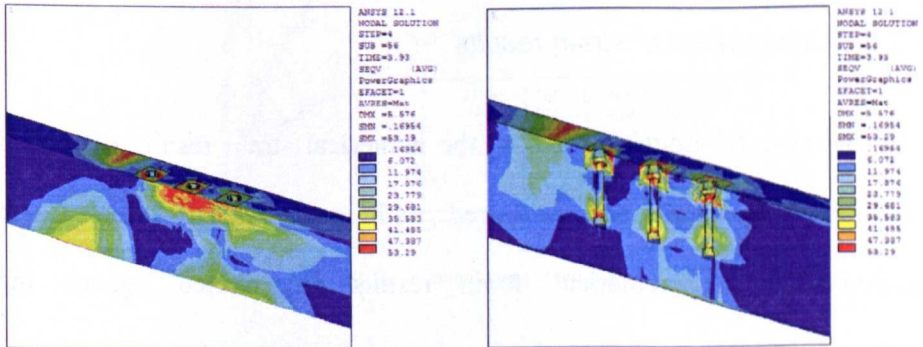 ANSYS 12.1
NODAL SOLUTION
STEP=4
SUB =56
TIME=3.93
SEQV (AVG)
PowerGraphics
EFACET=1
AVRES=Mat
DMX =5.576
SMN =.16954
SMX =53.29
.16954
6.072
11.974
17.876
23.779
29.681
35.583
41.485
47.387
53.29
ANSYS 12.1
NODAL SOLUTION
STEP=4
SUB =56
TIME=3.93
SEQV (AVG)
PowerGraphics
EFACET=1
AVRES=Mat
DMX =5.576
SMN =.16954
SMX =53.29
.16954
6.072
11.974
17.876
23.779
29.681
35.583
41.485
47.387
53.29
results